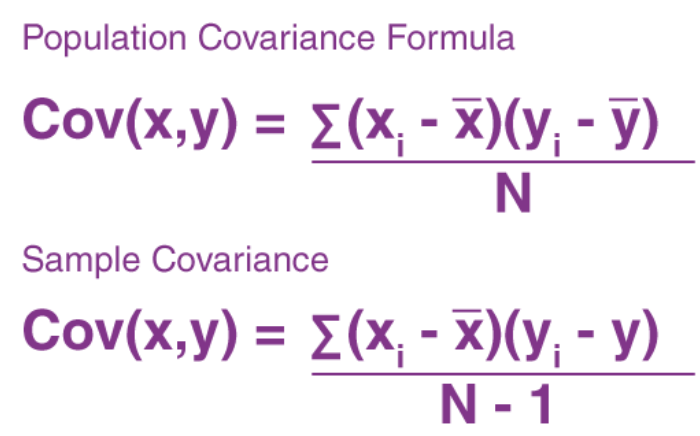 Population Covariance Formula
Cov(x,y) = ∑(xᵢ - x̅)(yᵢ - y̅)
N
Sample Covariance
Cov(x,y) = ∑(xᵢ - x̅)(yᵢ - y)
N - 1